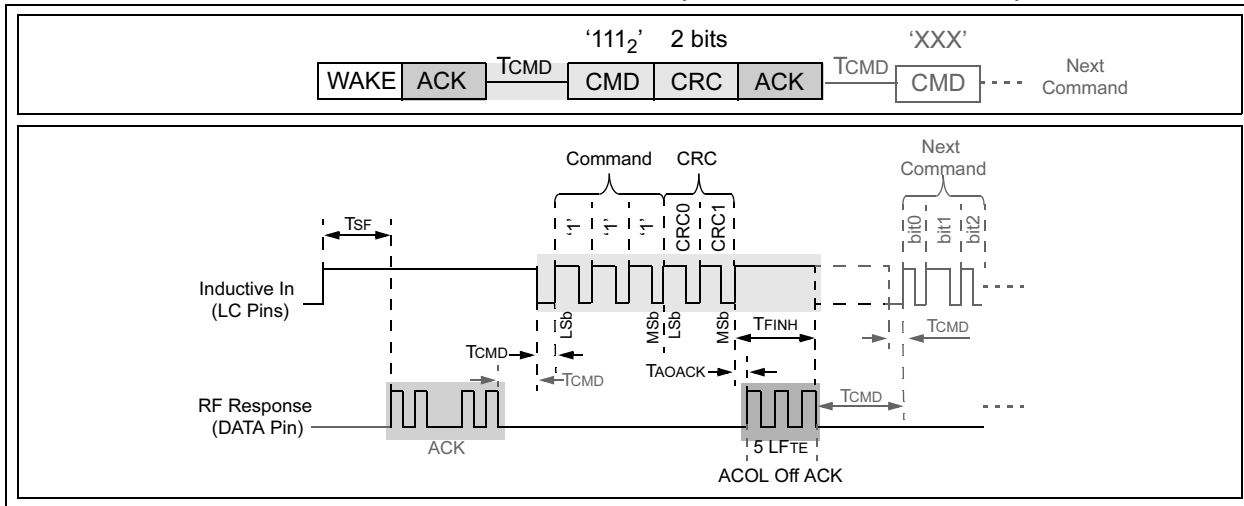 '111₂' 2 bits 'XXX'
WAKE ACK TCMD CMD CRC ACK TCMD CMD Next
Command
Next
Command
Command CRC
TSF '1' '1' '1' CRC0 CRC1 bit0 bit1 bit2
Inductive In
(LC Pins)
LSb MSb LSb MSb TFINH TCMD
TCMD TAOACK
TCMD TCMD
RF Response
(DATA Pin)
ACK 5 LFTE
ACOL Off ACK